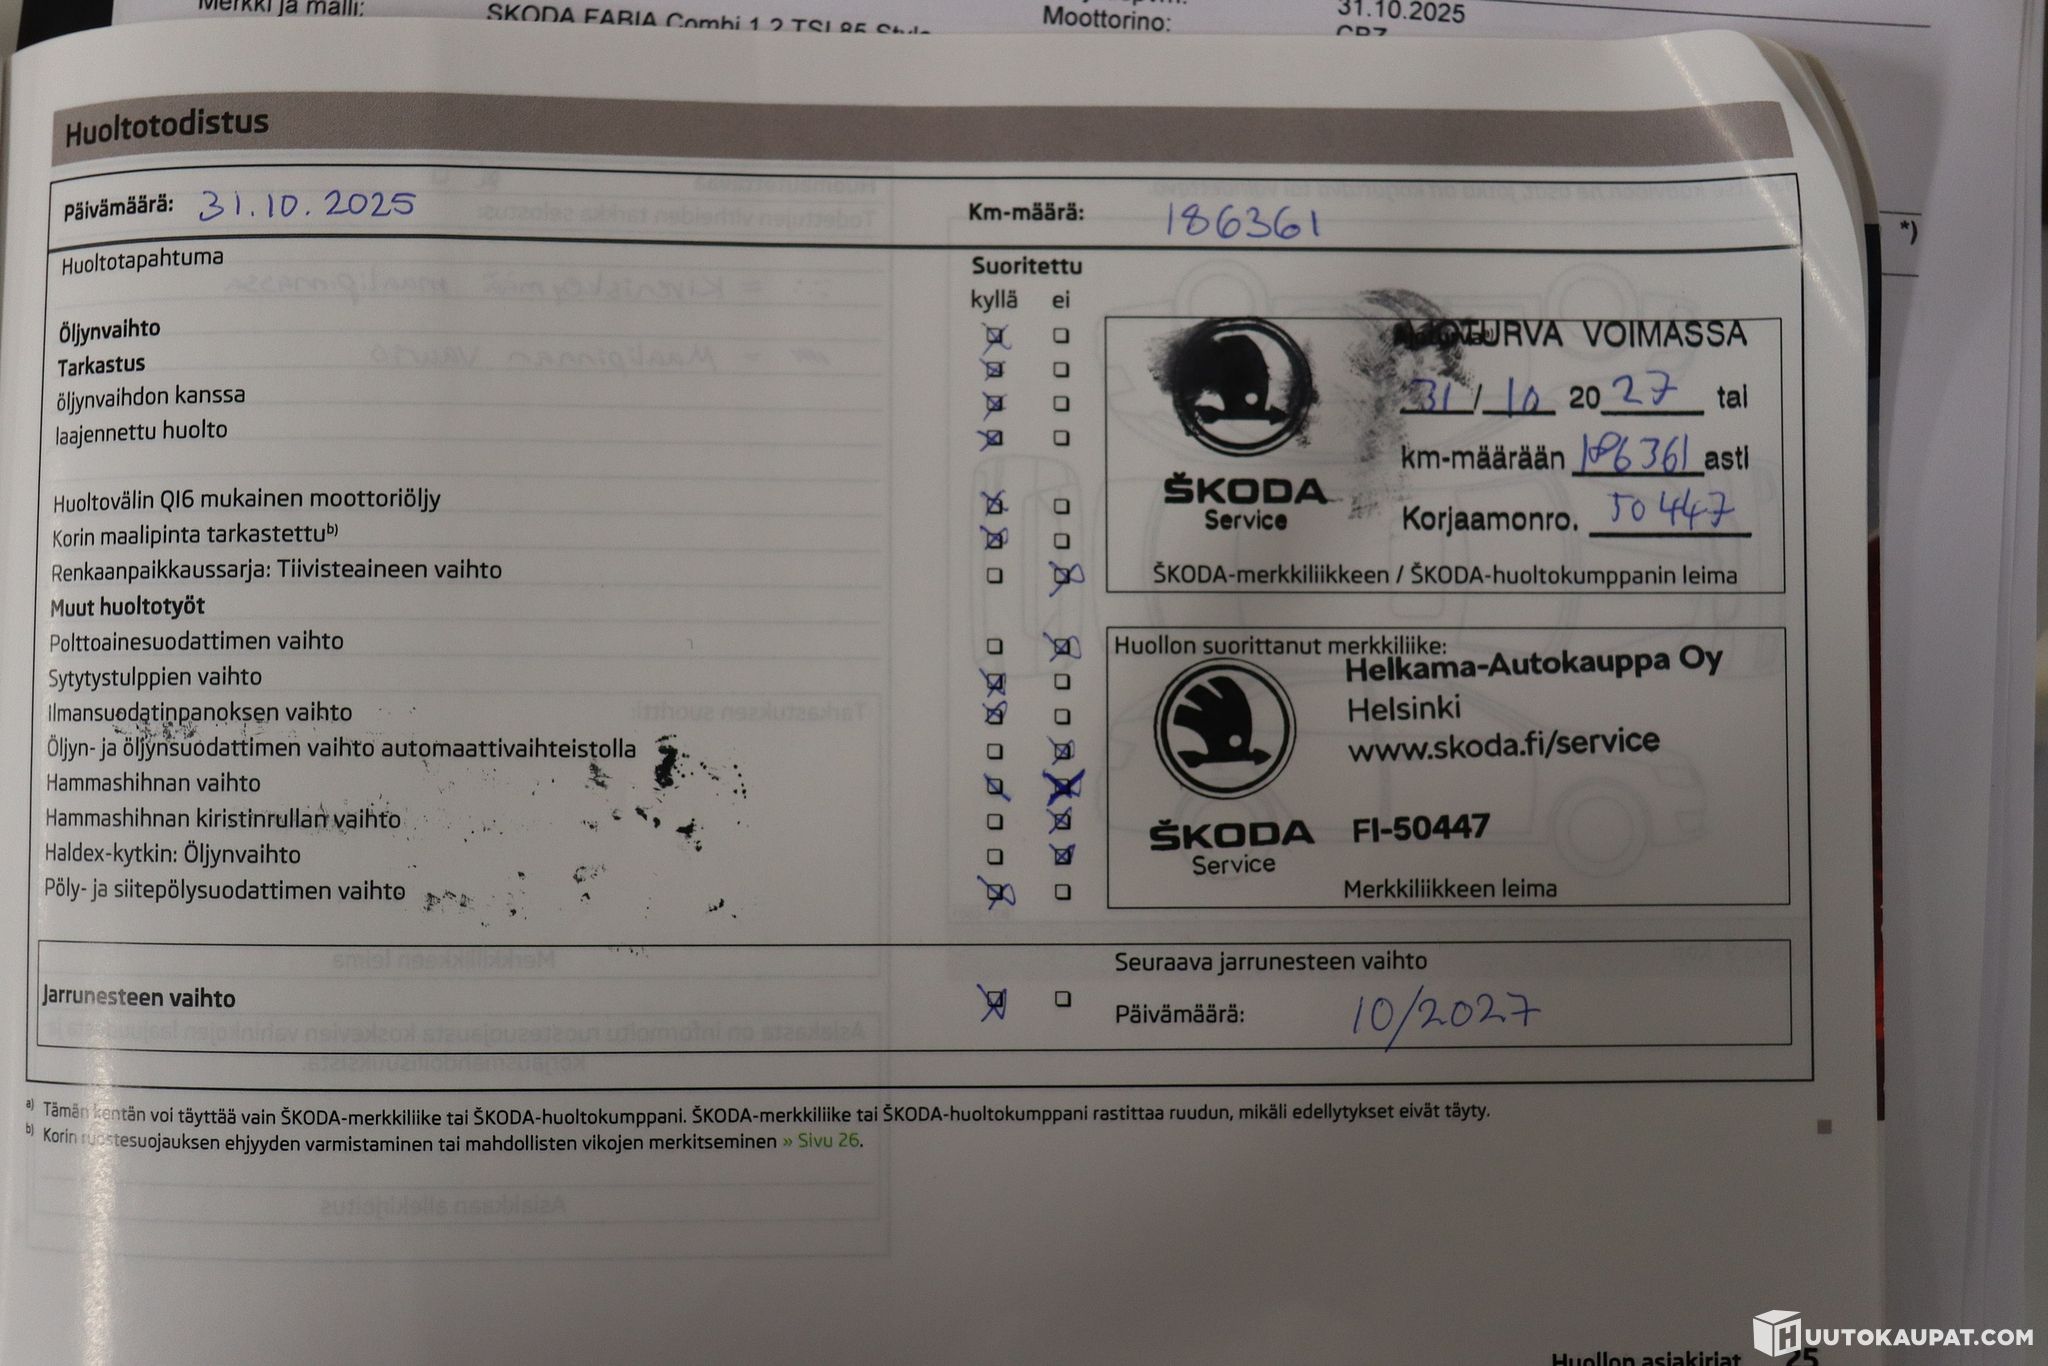 Merkki ja malli:
SKODA FABIA Combi 1.2 TSI 85 Style
Moottorino:
31.10.2025
CBZ
*)
Huoltotodistus
Päivämäärä: 31.10.2025
Km-määrä: 186361
Huoltotapahtuma
Suoritettu
kyllä ei
Öljynvaihto
Tarkastus
öljynvaihdon kanssa
laajennettu huolto
Huoltovälin QI6 mukainen moottoriöljy
Korin maalipinta tarkastettu b)
Renkaanpaikkaussarja: Tiivisteaineen vaihto
Muut huoltotyöt
Polttoainesuodattimen vaihto
Sytytystulppien vaihto
Ilmansuodatinpanoksen vaihto
Öljyn- ja öljynsuodattimen vaihto automaattivaihteistolla
Hammashihnan vaihto
Hammashihnan kiristinrullan vaihto
Haldex-kytkin: Öljynvaihto
Pöly- ja siitepölysuodattimen vaihto
AJOTURVA VOIMASSA
31/10 2027 tai
km-määrään 186361 asti
Korjaamonro. 50447
ŠKODA
Service
ŠKODA-merkkiliikkeen / ŠKODA-huoltokumppanin leima
Huollon suorittanut merkkiliike:
Helkama-Autokauppa Oy
Helsinki
www.skoda.fi/service
ŠKODA
Service
FI-50447
Merkkiliikkeen leima
Jarrunesteen vaihto
Seuraava jarrunesteen vaihto
Päivämäärä: 10/2027
a) Tämän kentän voi täyttää vain ŠKODA-merkkiliike tai ŠKODA-huoltokumppani. ŠKODA-merkkiliike tai ŠKODA-huoltokumppani rastittaa ruudun, mikäli edellytykset eivät täyty.
b) Korin ruostesuojauksen ehjyyden varmistaminen tai mahdollisten vikojen merkitseminen » Sivu 26.
Huollon asiakirjat 25
HUUTOKAUPAT.COM